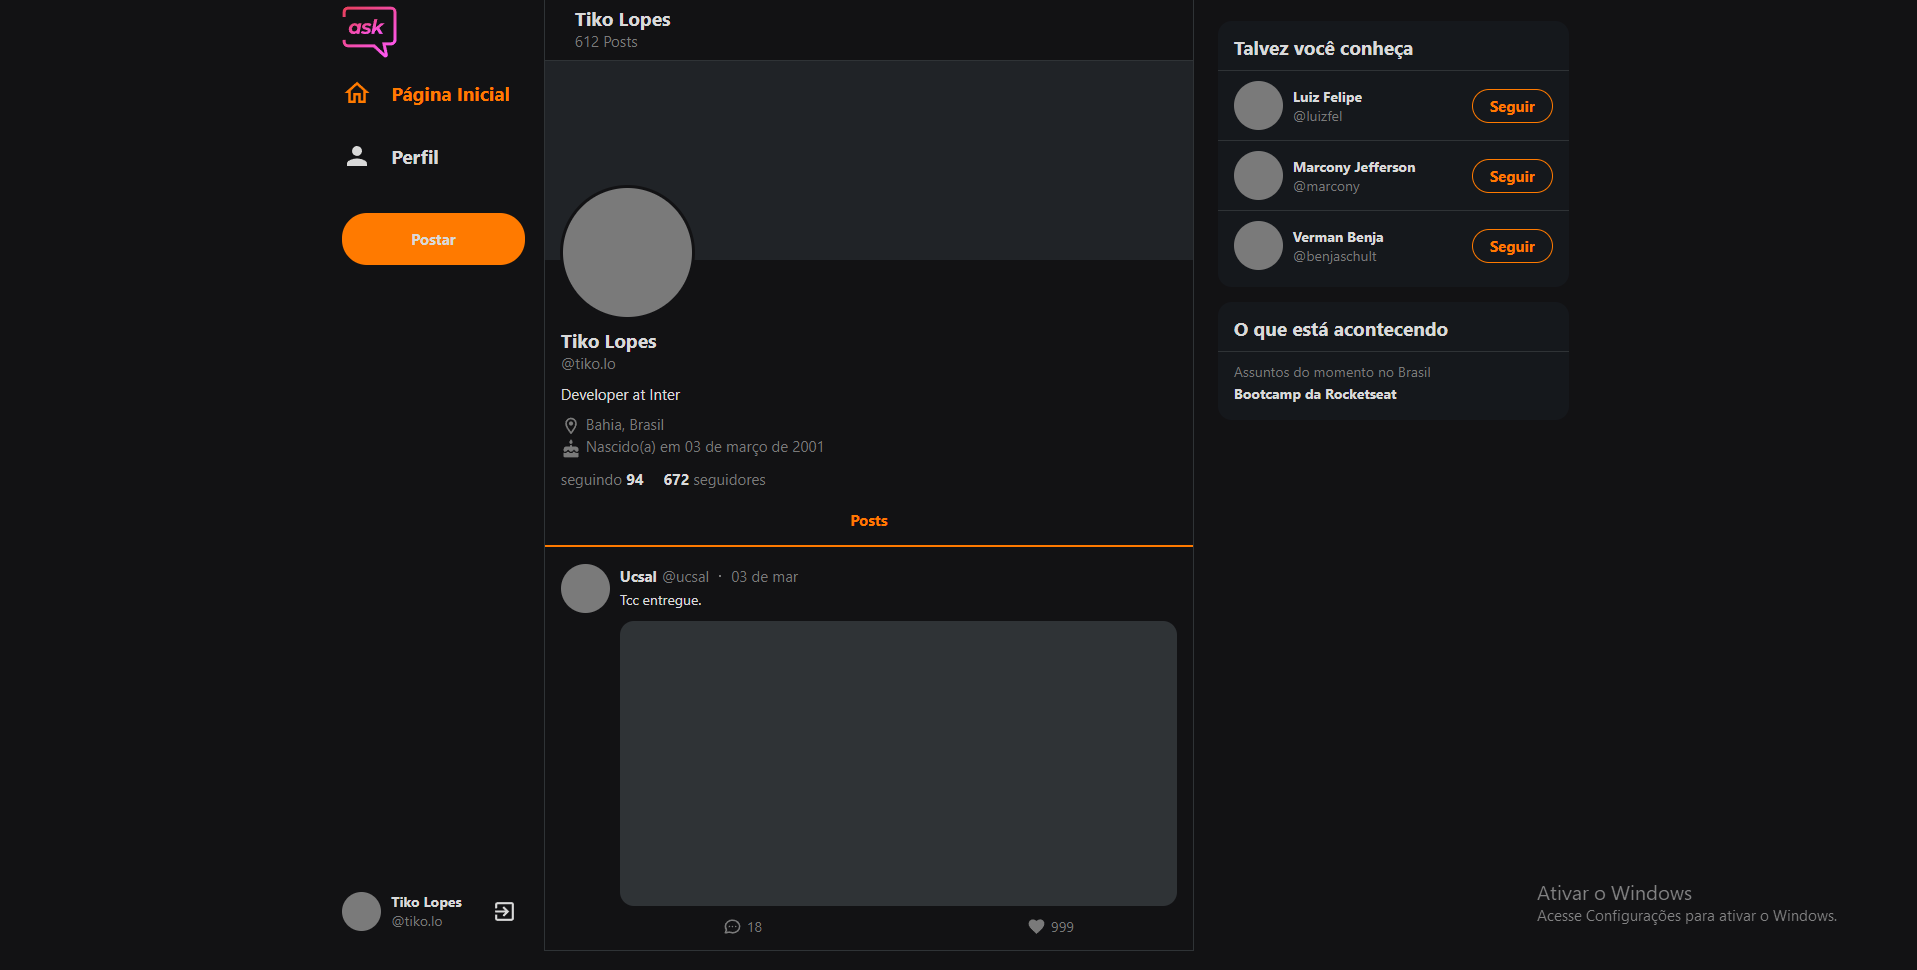 ask
Página Inicial
Perfil
Postar
Tiko Lopes
@tiko.lo
Tiko Lopes
612 Posts
Tiko Lopes
@tiko.lo
Developer at Inter
Bahia, Brasil
Nascido(a) em 03 de março de 2001
seguindo 94 672 seguidores
Posts
Ucsal @ucsal · 03 de mar
Tcc entregue.
18 999
Talvez você conheça
Luiz Felipe
@luizfel
Seguir
Marcony Jefferson
@marcony
Seguir
Verman Benja
@benjaschult
Seguir
O que está acontecendo
Assuntos do momento no Brasil
Bootcamp da Rocketseat
Ativar o Windows
Acesse Configurações para ativar o Windows.